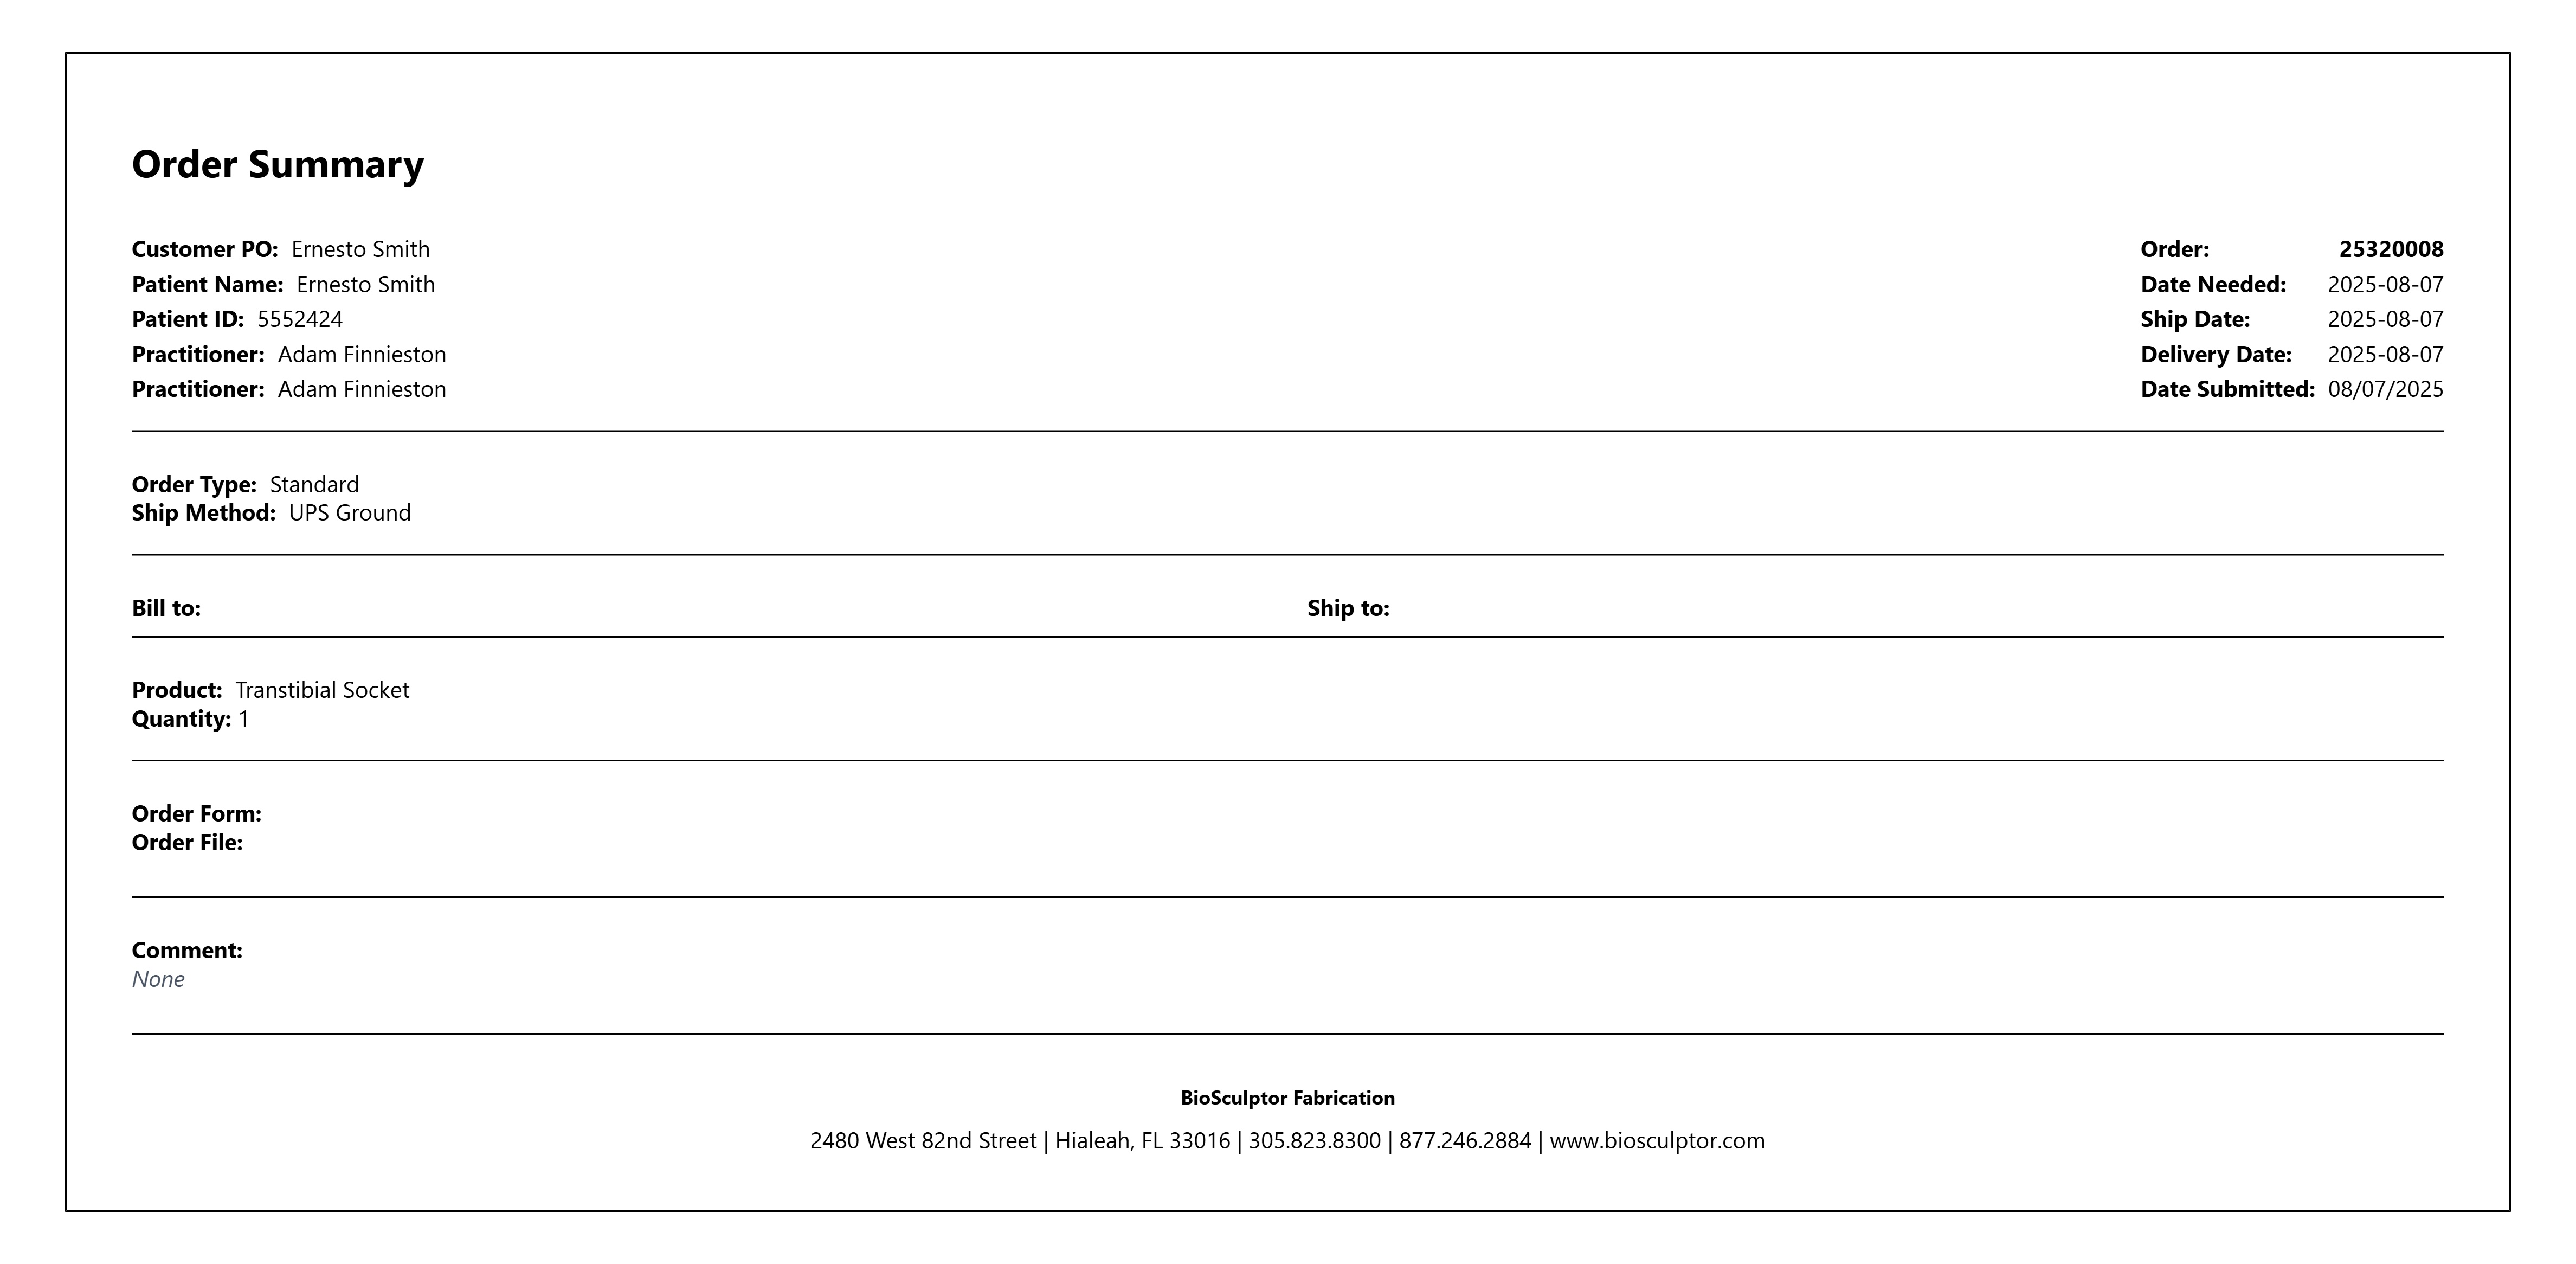 Order Summary
Customer PO: Ernesto Smith
Patient Name: Ernesto Smith
Patient ID: 5552424
Practitioner: Adam Finnieston
Practitioner: Adam Finnieston
Order: 25320008
Date Needed: 2025-08-07
Ship Date: 2025-08-07
Delivery Date: 2025-08-07
Date Submitted: 08/07/2025
Order Type: Standard
Ship Method: UPS Ground
Bill to:
Ship to:
Product: Transtibial Socket
Quantity: 1
Order Form:
Order File:
Comment:
None
BioSculptor Fabrication
2480 West 82nd Street | Hialeah, FL 33016 | 305.823.8300 | 877.246.2884 | www.biosculptor.com